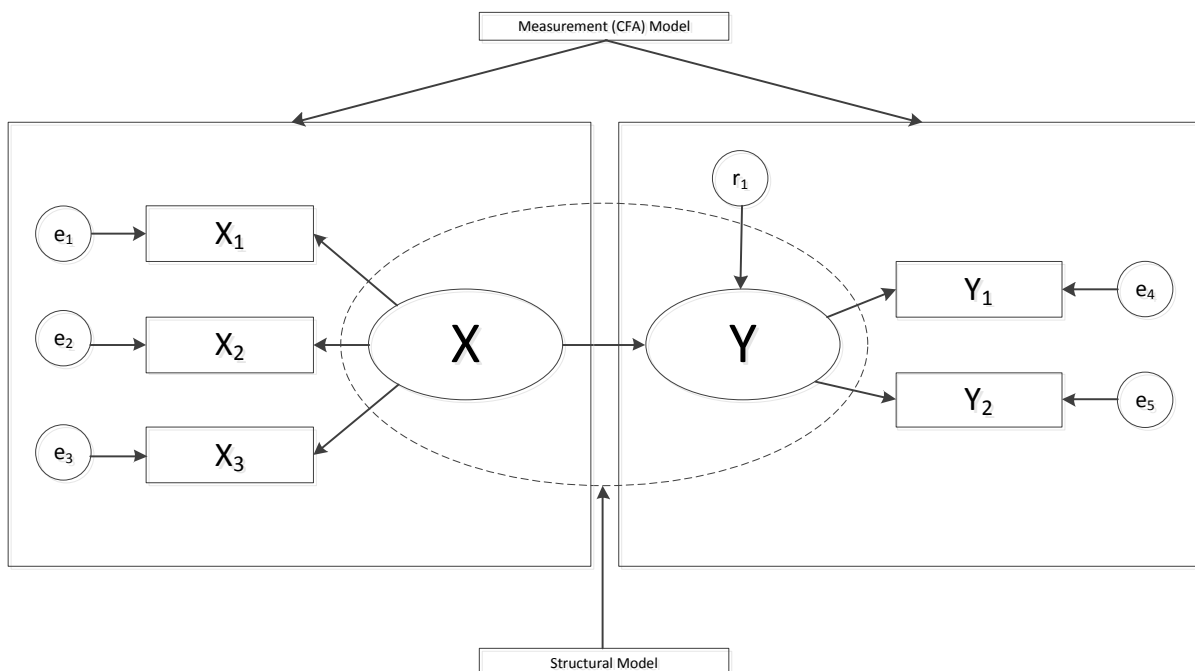 Measurement (CFA) Model
r₁
e₁
X₁
Y₁
e₄
e₂
X₂
X
Y
Y₂
e₅
e₃
X₃
Structural Model